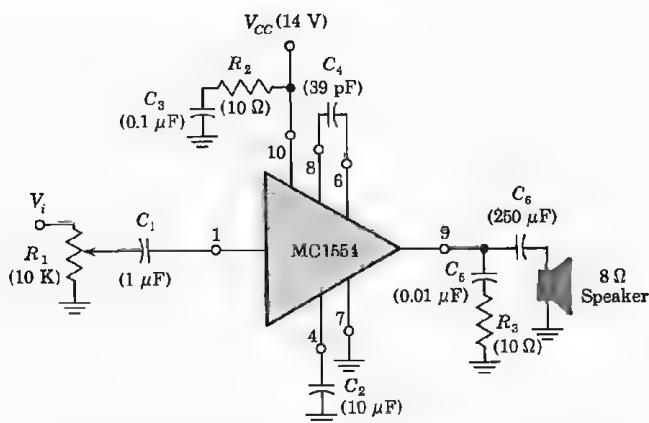 V_CC (14 V)
R_2
(10 Ω)
C_3
(0.1 μF)
C_4
(39 pF)
10
8
6
V_i
R_1
(10 K)
C_1
(1 μF)
1
MC1554
9
C_6
(250 μF)
C_5
(0.01 μF)
R_3
(10 Ω)
8 Ω
Speaker
4
7
C_2
(10 μF)